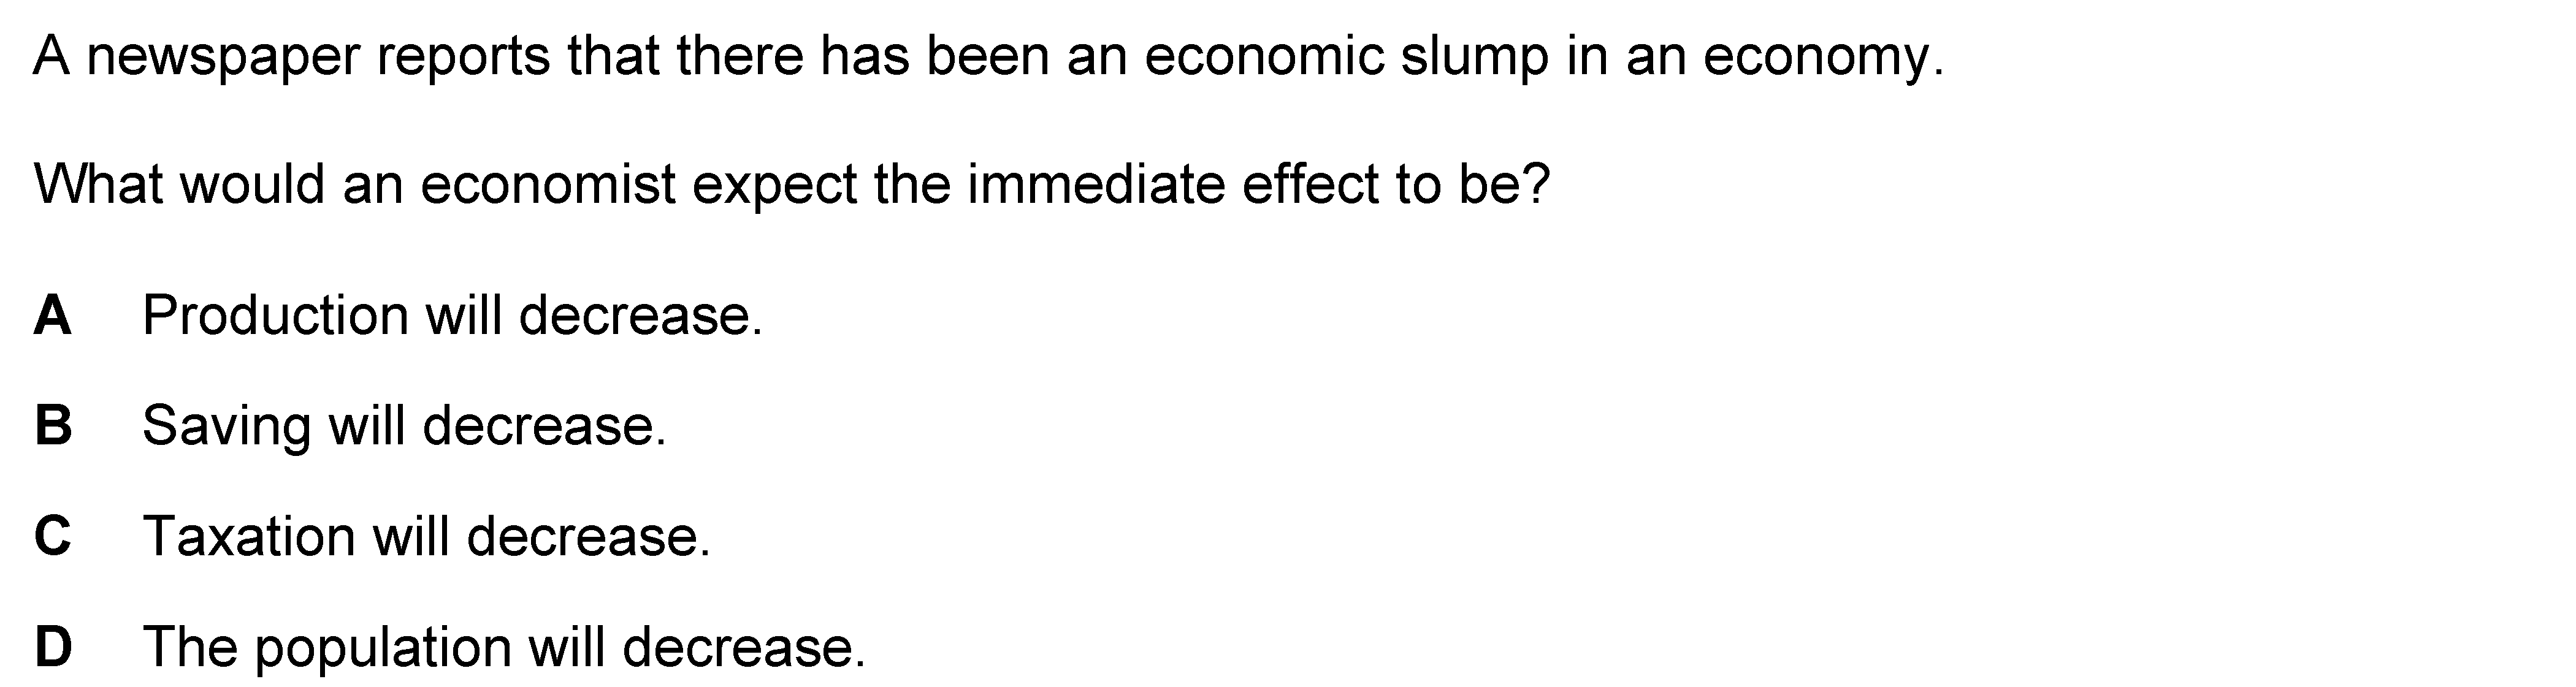 A newspaper reports that there has been an economic slump in an economy.
What would an economist expect the immediate effect to be?
A Production will decrease.
B Saving will decrease.
C Taxation will decrease.
D The population will decrease.